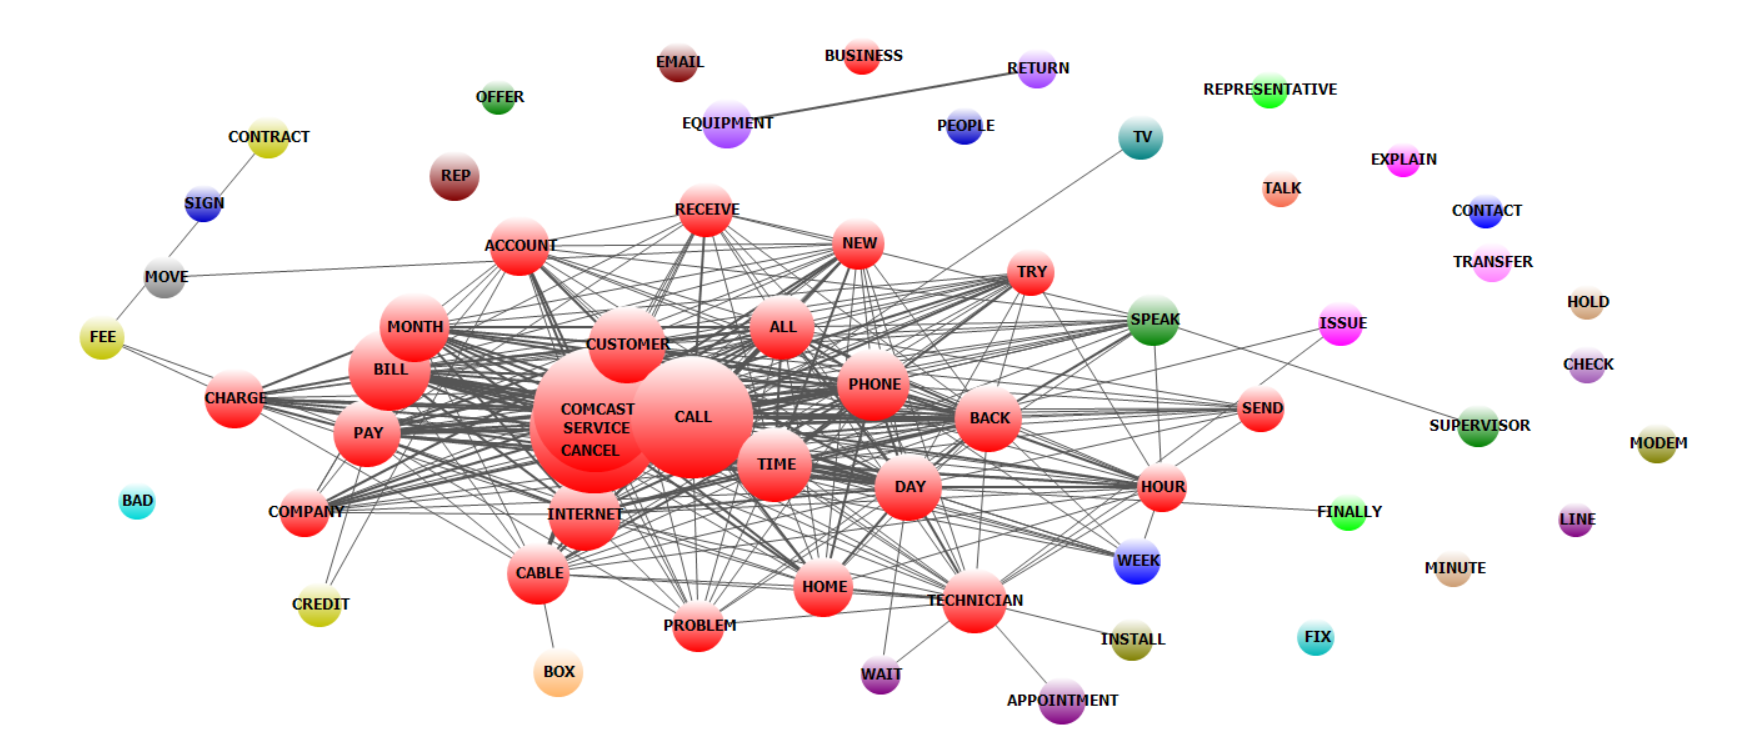 BUSINESS
EMAIL
RETURN
REPRESENTATIVE
OFFER
EQUIPMENT
PEOPLE
CONTRACT
TV
EXPLAIN
REP
TALK
SIGN
RECEIVE
CONTACT
ACCOUNT
NEW
TRANSFER
MOVE
TRY
HOLD
SPEAK
ISSUE
MONTH
ALL
FEE
CUSTOMER
CHECK
BILL
PHONE
CHARGE
COMCAST
SEND
CALL
BACK
SUPERVISOR
SERVICE
PAY
MODEM
CANCEL
TIME
DAY
HOUR
BAD
COMPANY
INTERNET
FINALLY
LINE
WEEK
MINUTE
CABLE
HOME
TECHNICIAN
CREDIT
PROBLEM
FIX
INSTALL
BOX
WAIT
APPOINTMENT